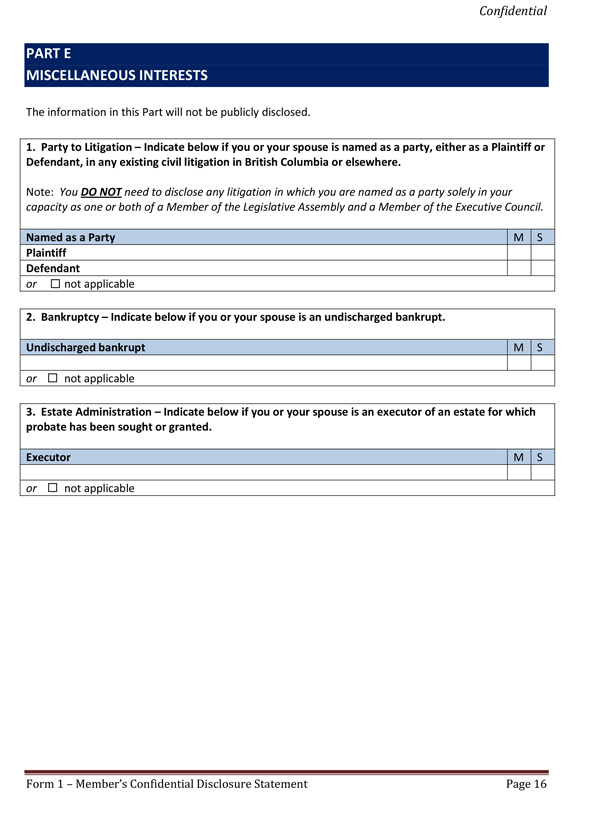 Confidential
PART E
MISCELLANEOUS INTERESTS
The information in this Part will not be publicly disclosed.
1. Party to Litigation – Indicate below if you or your spouse is named as a party, either as a Plaintiff or
Defendant, in any existing civil litigation in British Columbia or elsewhere.
Note: You DO NOT need to disclose any litigation in which you are named as a party solely in your
capacity as one or both of a Member of the Legislative Assembly and a Member of the Executive Council.
Named as a Party M S
Plaintiff
Defendant
or ☐ not applicable
2. Bankruptcy – Indicate below if you or your spouse is an undischarged bankrupt.
Undischarged bankrupt M S
or ☐ not applicable
3. Estate Administration – Indicate below if you or your spouse is an executor of an estate for which
probate has been sought or granted.
Executor M S
or ☐ not applicable
Form 1 – Member's Confidential Disclosure Statement Page 16